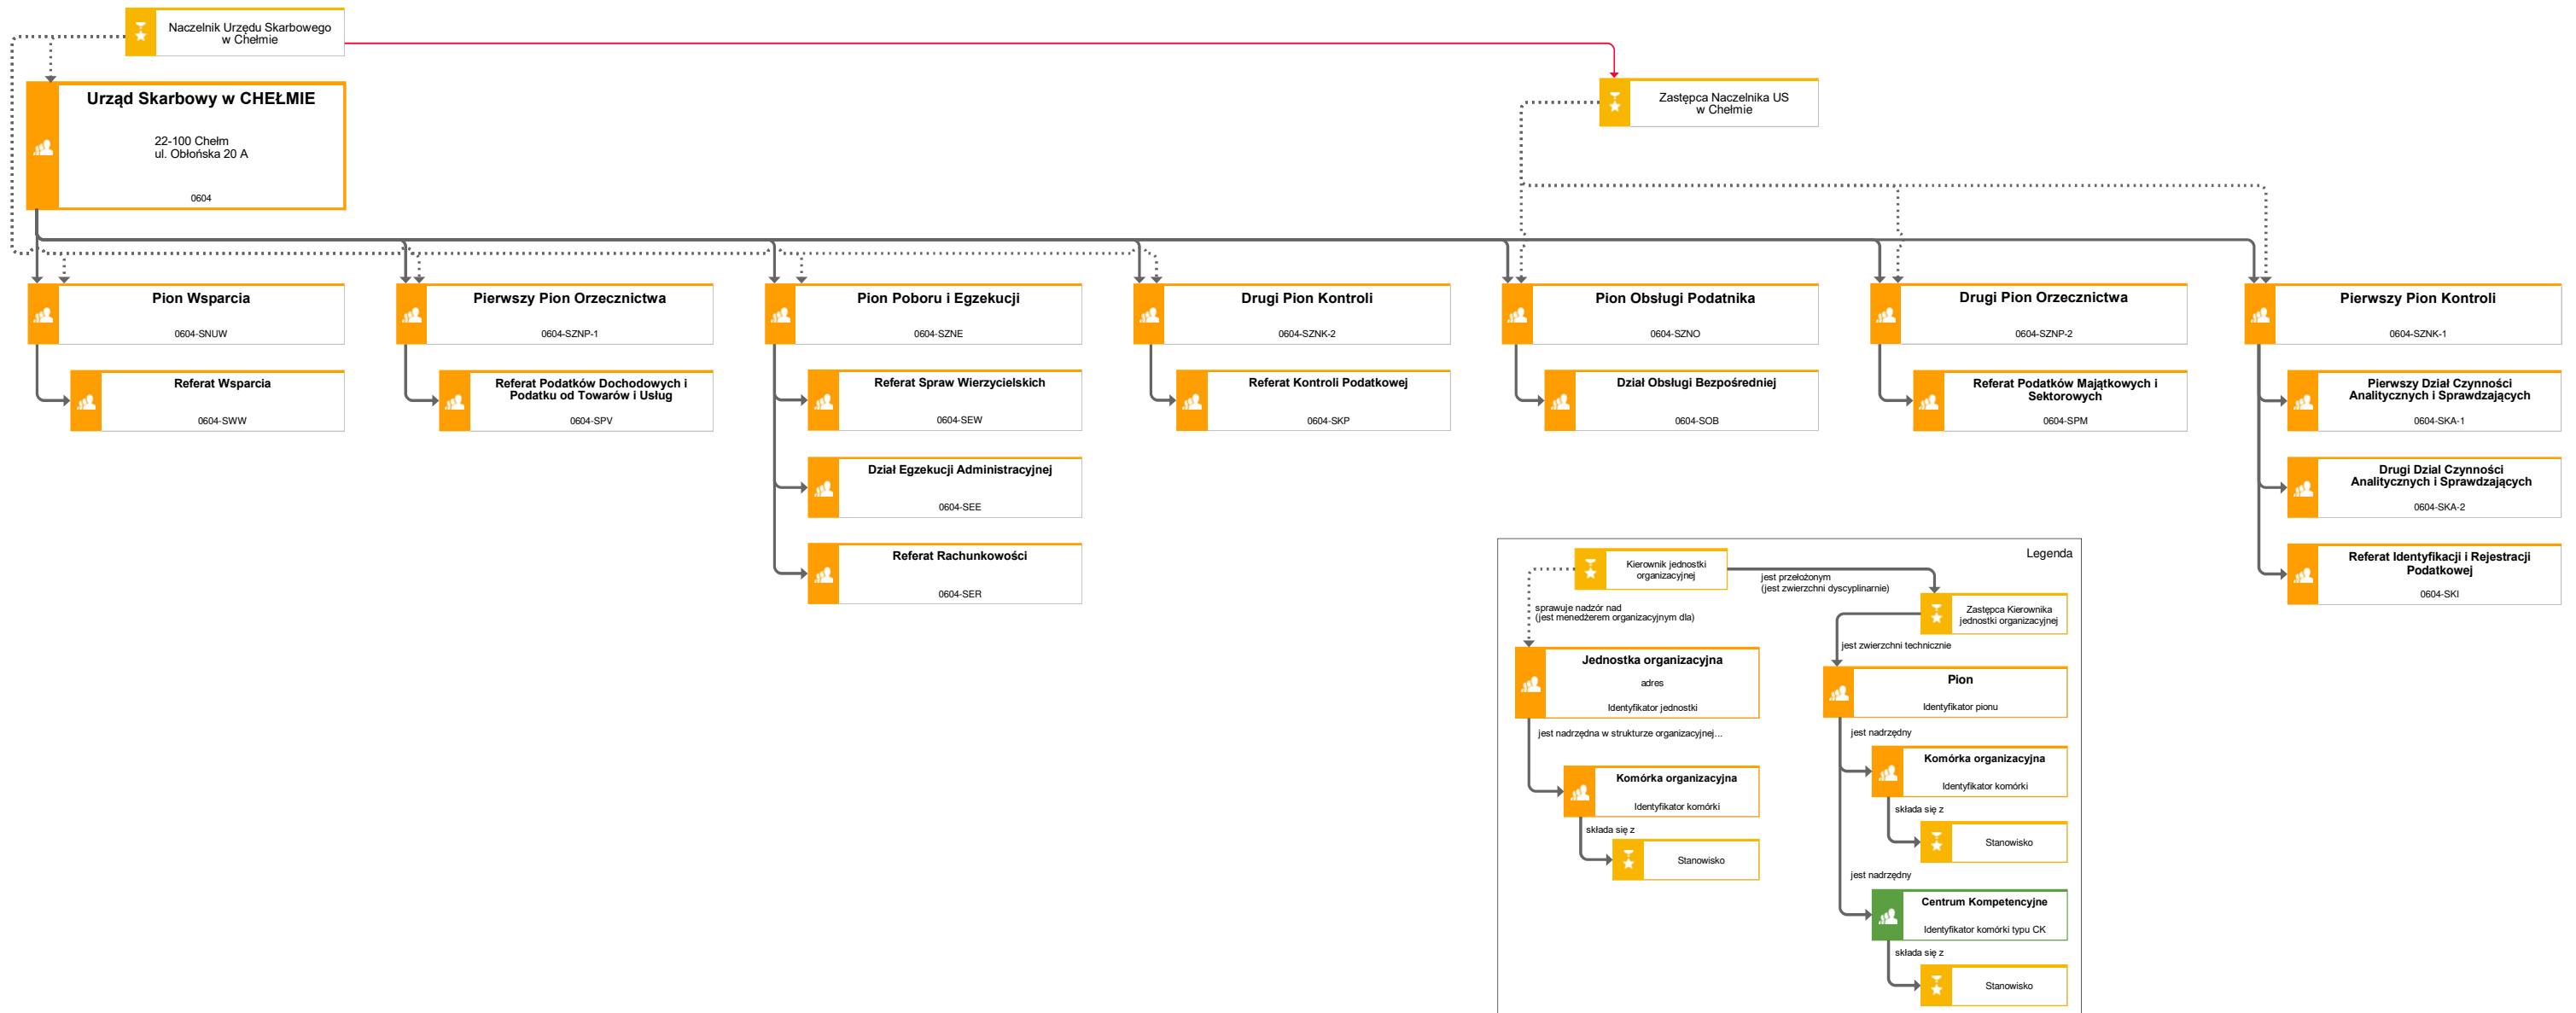 Naczelnik Urzędu Skarbowego
w Chełmie
Zastępca Naczelnika US
w Chełmie
Urząd Skarbowy w CHEŁMIE
22-100 Chełm
ul. Obłońska 20 A
0604
Pion Wsparcia
0604-SNUW
Pierwszy Pion Orzecznictwa
0604-SZNP-1
Pion Poboru i Egzekucji
0604-SZNE
Drugi Pion Kontroli
0604-SZNK-2
Pion Obsługi Podatnika
0604-SZNO
Drugi Pion Orzecznictwa
0604-SZNP-2
Pierwszy Pion Kontroli
0604-SZNK-1
Referat Wsparcia
0604-SWW
Referat Podatków Dochodowych i
Podatku od Towarów i Usług
0604-SPV
Referat Spraw Wierzycielskich
0604-SEW
Referat Kontroli Podatkowej
0604-SKP
Dział Obsługi Bezpośredniej
0604-SOB
Referat Podatków Majątkowych i
Sektorowych
0604-SPM
Pierwszy Dział Czynności
Analitycznych i Sprawdzających
0604-SKA-1
Dział Egzekucji Administracyjnej
0604-SEE
Drugi Dzial Czynności
Analitycznych i Sprawdzających
0604-SKA-2
Referat Rachunkowości
0604-SER
Referat Identyfikacji i Rejestracji
Podatkowej
0604-SKI
Legenda
Kierownik jednostki
organizacyjnej
jest przełożonym
(jest zwierzchni dyscyplinarnie)
sprawuje nadzór nad
(jest menedżerem organizacyjnym dla)
Zastępca Kierownika
jednostki organizacyjnej
jest zwierzchni technicznie
Jednostka organizacyjna
adres
Identyfikator jednostki
Pion
Identyfikator pionu
jest nadrzędna w strukturze organizacyjnej...
jest nadrzędny
Komórka organizacyjna
Identyfikator komórki
Komórka organizacyjna
Identyfikator komórki
składa się z
składa się z
Stanowisko
Stanowisko
jest nadrzędny
Centrum Kompetencyjne
Identyfikator komórki typu CK
składa się z
Stanowisko